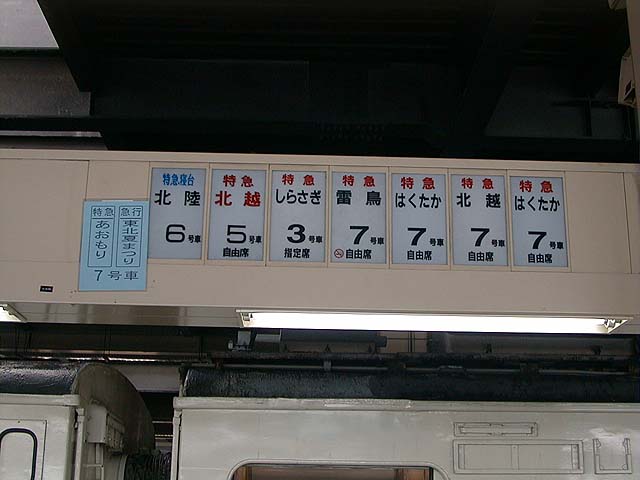 特急 急行
あおもり 東北夏まつり
7号車
特急寝台
北陸
6号車
特急
北越
5号車
自由席
特急
しらさぎ
3号車
指定席
特急
雷鳥
7号車
自由席
特急
はくたか
7号車
自由席
特急
北越
7号車
自由席
特急
はくたか
7号車
自由席